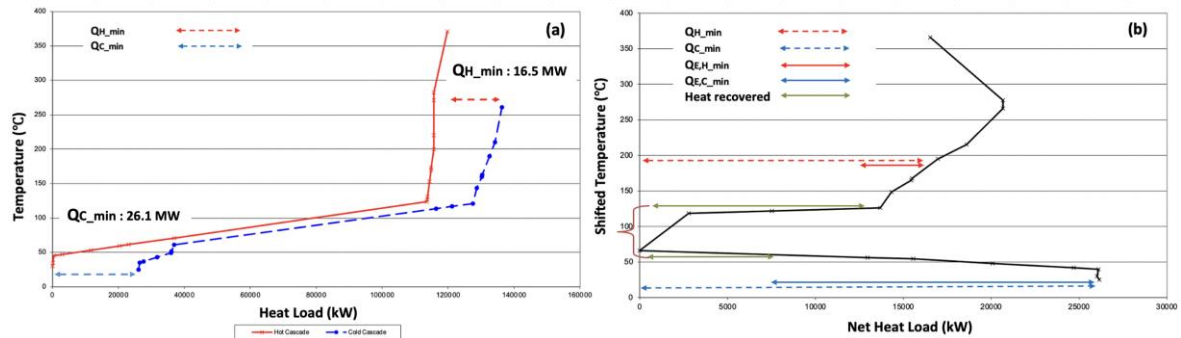 (a)
QH_min
QC_min
QH_min : 16.5 MW
QC_min : 26.1 MW
Temperature (°C)
400
350
300
250
200
150
100
50
0
0
20000
40000
60000
80000
100000
120000
140000
160000
Heat Load (kW)
Hot Cascade
Cold Cascade
(b)
QH_min
QC_min
QE,H_min
QE,C_min
Heat recovered
Shifted Temperature (°C)
400
350
300
250
200
150
100
50
0
0
5000
10000
15000
20000
25000
30000
Net Heat Load (kW)